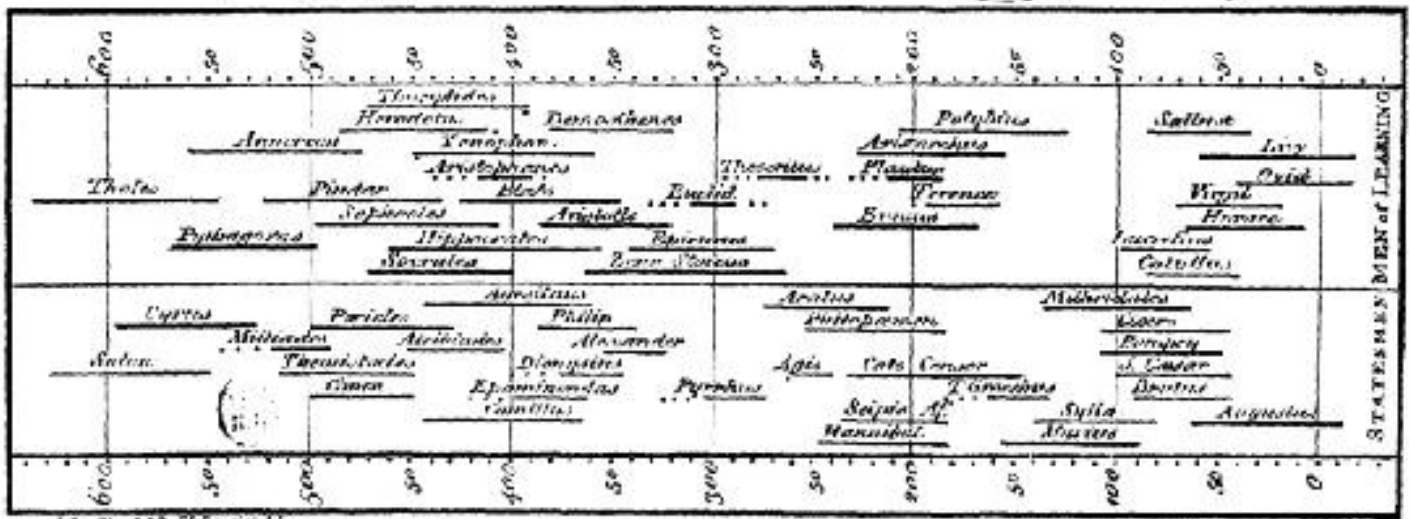 600 50 500 50 400 50 300 50 200 50 100 50 0
Thucydides
Herodotus Demosthenes Polybius Sallust
Anacreon Xenophon Aristarchus Livy
Aristophanes Theocritus Plautus Ovid
Thales Pindar Plato Euclid Terence Virgil
Sophocles Aristotle Ennius Horace
Pythagoras Hippocrates Epicurus Lucretius
Socrates Zeno Stoicus Catullus
MEN of LEARNING
Agesilaus Aratus Mithridates
Cyrus Pericles Philip Philopoemen Cicero
Miltiades Alcibiades Alexander Pompey
Solon Themistocles Dionysius Agis Cato Censor J. Caesar
Cimon Epaminondas Pyrrhus T. Gracchus Brutus
Camillus Scipio Af. Sylla Augustus
Hannibal Marius
STATESMEN
600 50 500 50 400 50 300 50 200 50 100 50 0